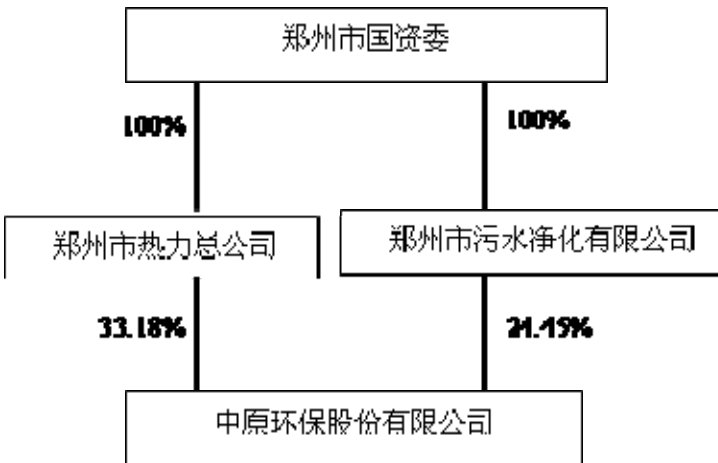 郑州市国资委
100%
100%
郑州市热力总公司
郑州市污水净化有限公司
33.18%
中原环保股份有限公司